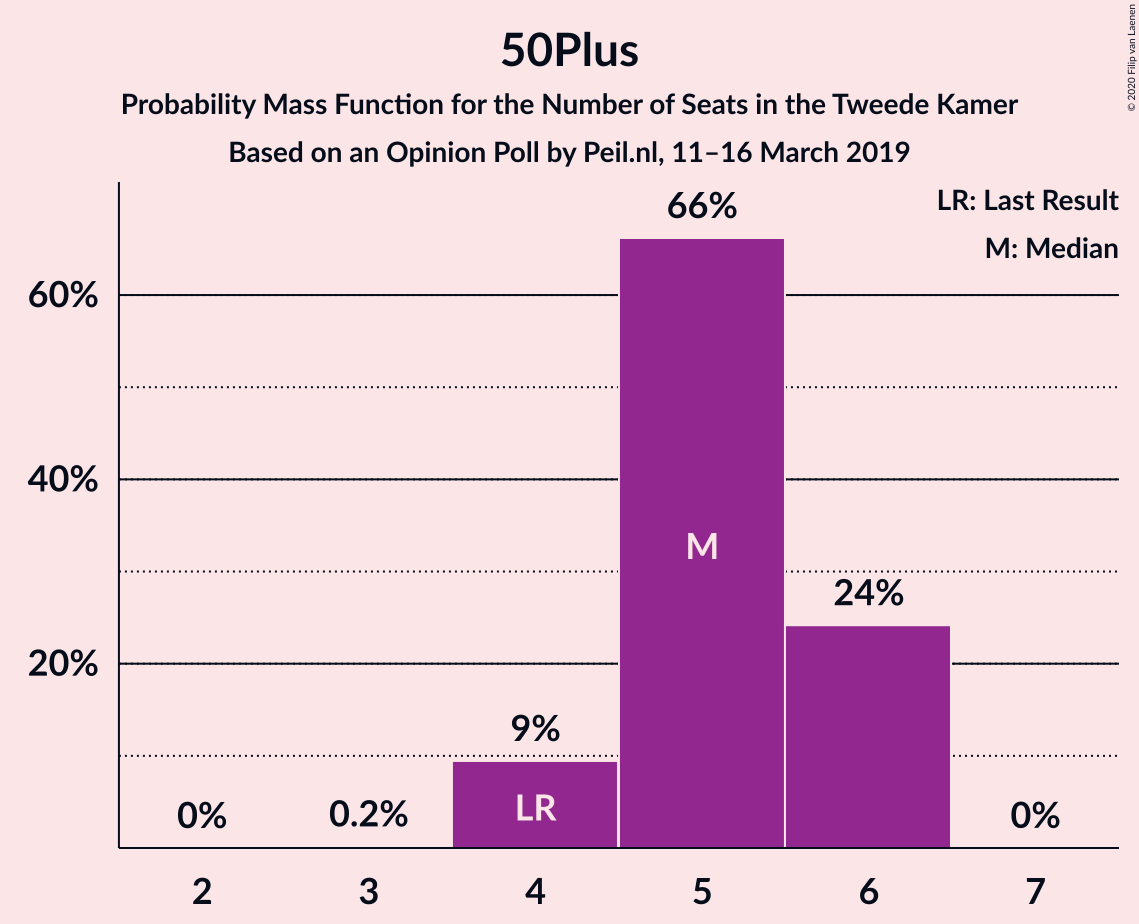 50Plus
Probability Mass Function for the Number of Seats in the Tweede Kamer
Based on an Opinion Poll by Peil.nl, 11–16 March 2019
© 2020 Filip van Laenen
LR: Last Result
M: Median
66%
60%
40%
M
24%
20%
9%
0%
0.2%
LR
0%
2 3 4 5 6 7